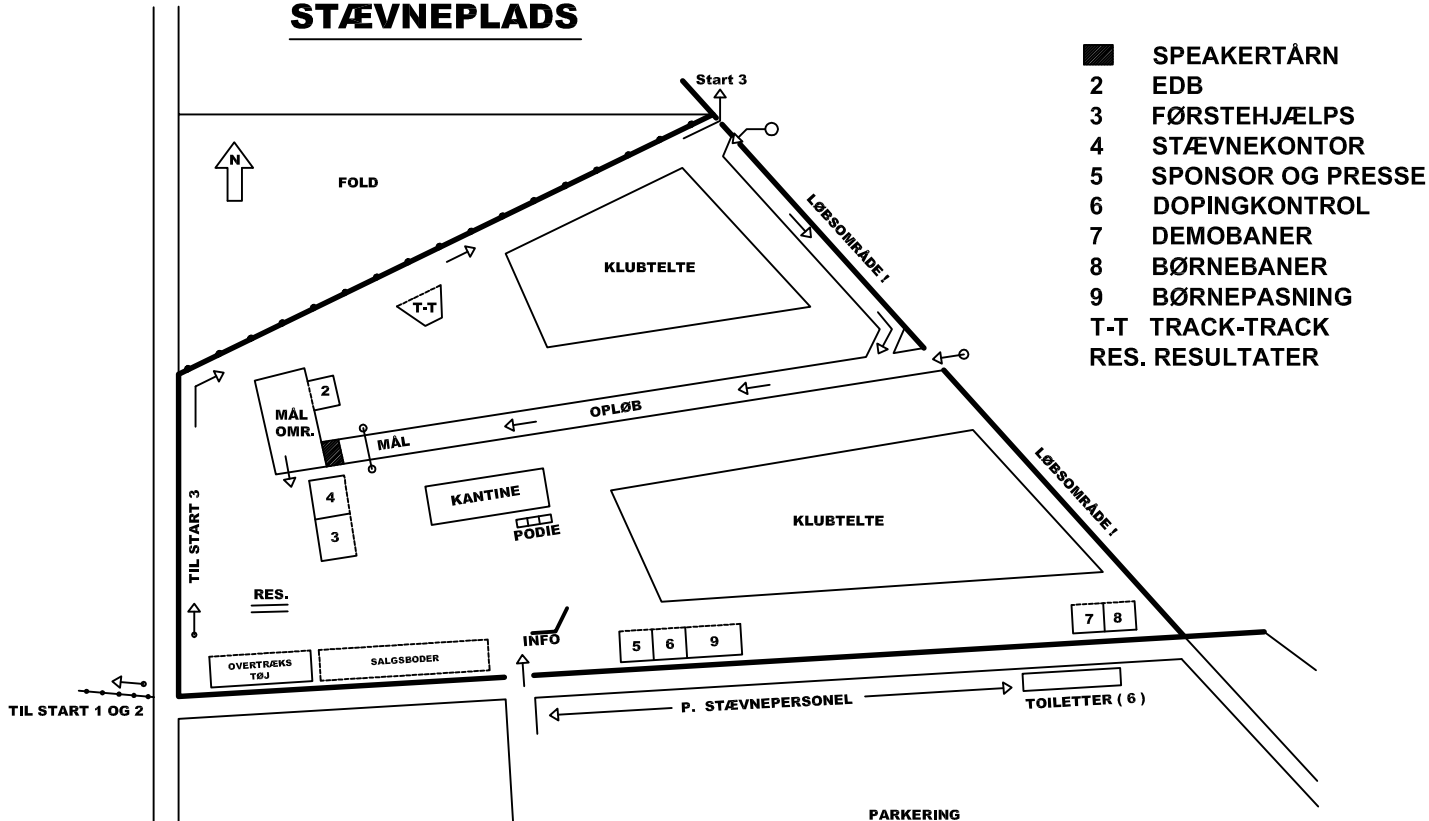 STÆVNEPLADS
SPEAKERTÅRN
2 EDB
3 FØRSTEHJÆLPS
4 STÆVNEKONTOR
5 SPONSOR OG PRESSE
6 DOPINGKONTROL
7 DEMOBANER
8 BØRNEBANER
9 BØRNEPASNING
T-T TRACK-TRACK
RES. RESULTATER
Start 3
N
FOLD
LØBSOMRÅDE !
KLUBTELTE
T-T
2
MÅL
OMR.
OPLØB
MÅL
LØBSOMRÅDE !
4
KANTINE
3
PODIE
KLUBTELTE
TIL START 3
RES.
INFO
5
6
9
7
8
OVERTRÆKS
TØJ
SALGSBODER
TIL START 1 OG 2
P. STÆVNEPERSONEL
TOILETTER ( 6 )
PARKERING